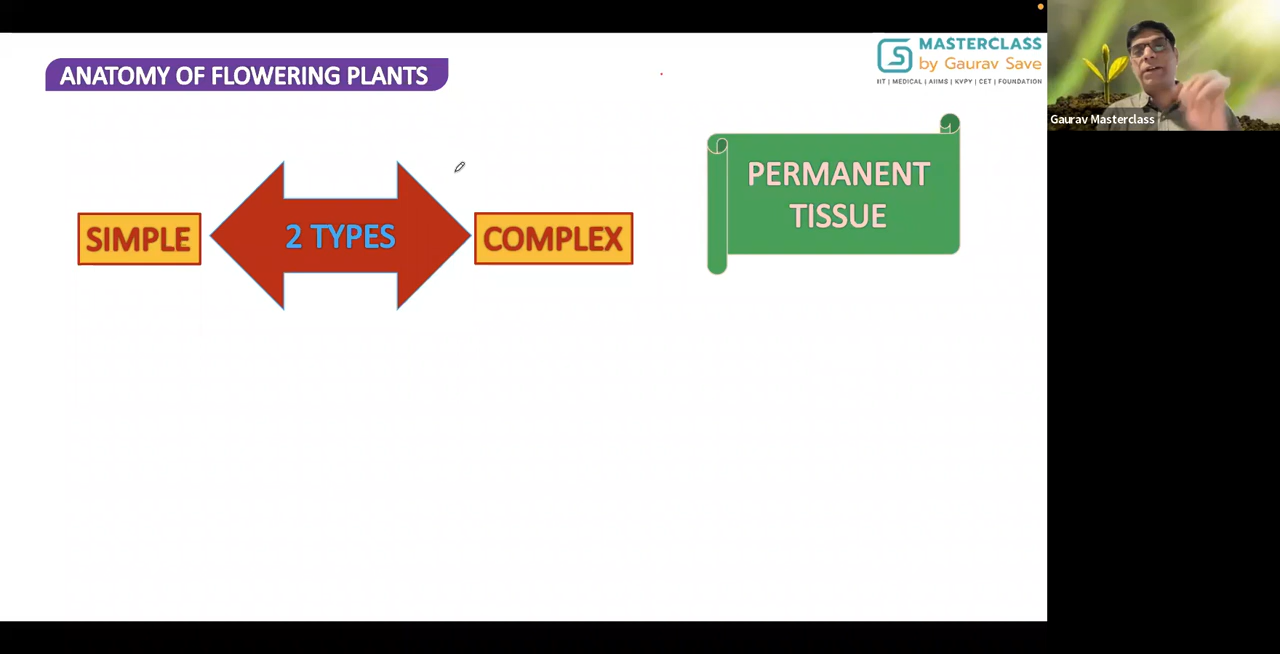 ANATOMY OF FLOWERING PLANTS
MASTERCLASS
by Gaurav Save
IIT | MEDICAL | AIIMS | KVPY | CET | FOUNDATION
Gaurav Masterclass
PERMANENT
TISSUE
SIMPLE
2 TYPES
COMPLEX